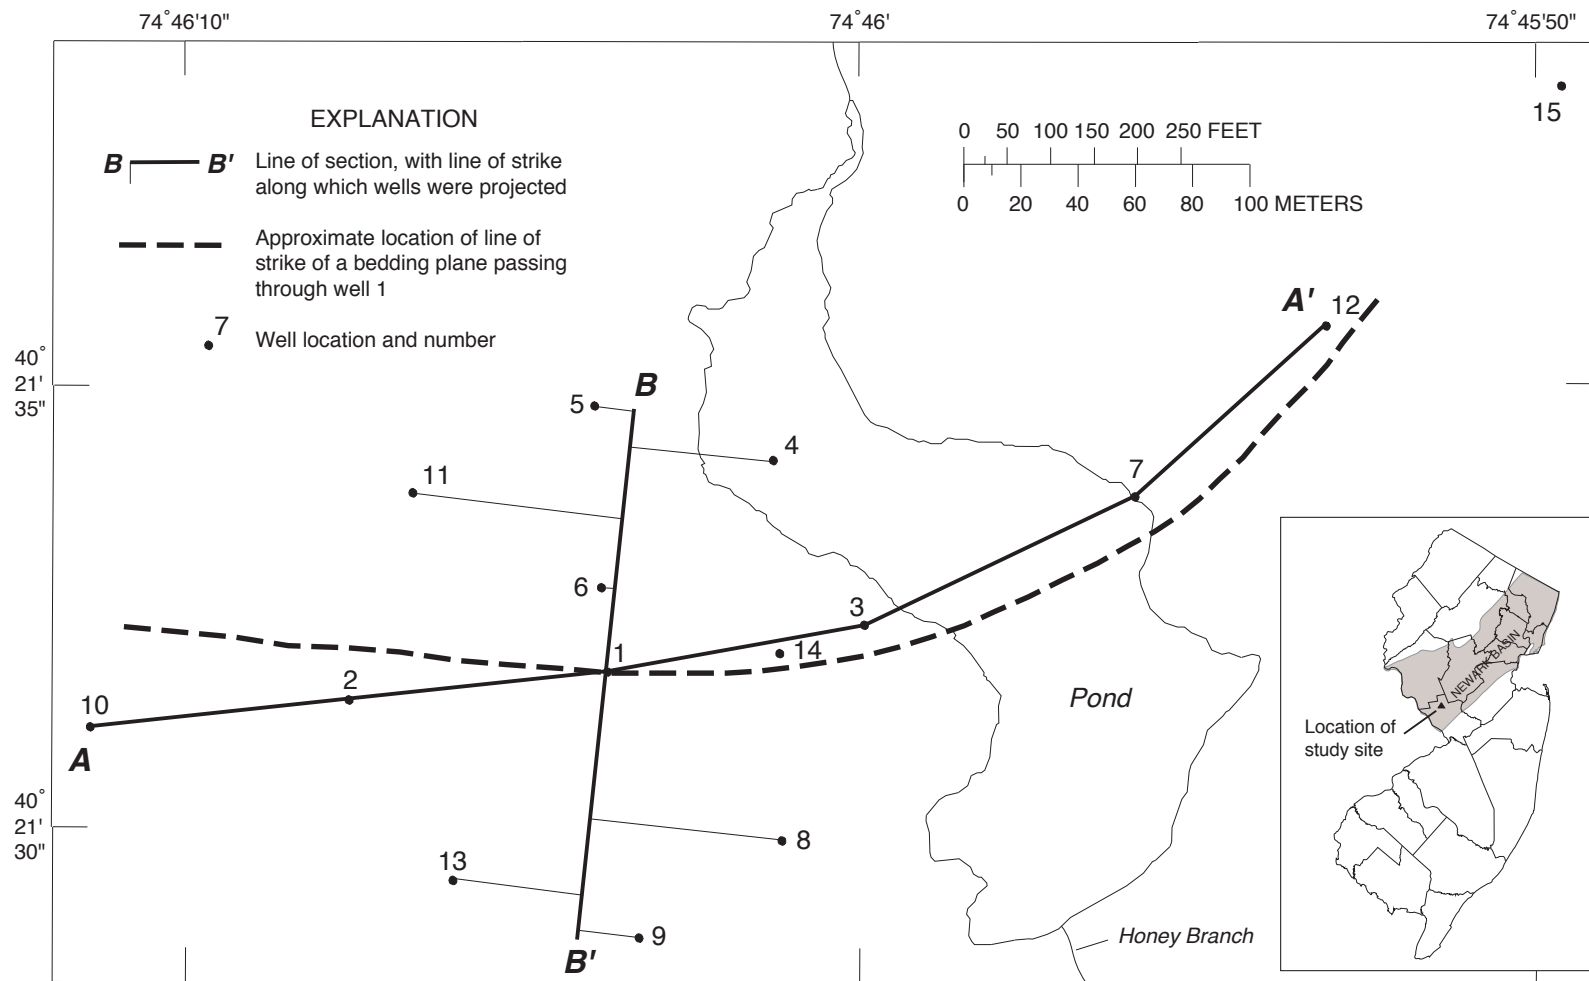 74°46'10"
74°46'
74°45'50"
15
EXPLANATION
B
B'
Line of section, with line of strike
along which wells were projected
Approximate location of line of
strike of a bedding plane passing
through well 1
7
Well location and number
0 50 100 150 200 250 FEET
0 20 40 60 80 100 METERS
40°
21'
35"
A'
12
B
5
4
11
7
6
3
1
14
2
10
A
Pond
40°
21'
30"
8
13
9
B'
Honey Branch
NEWARK BASIN
Location of
study site